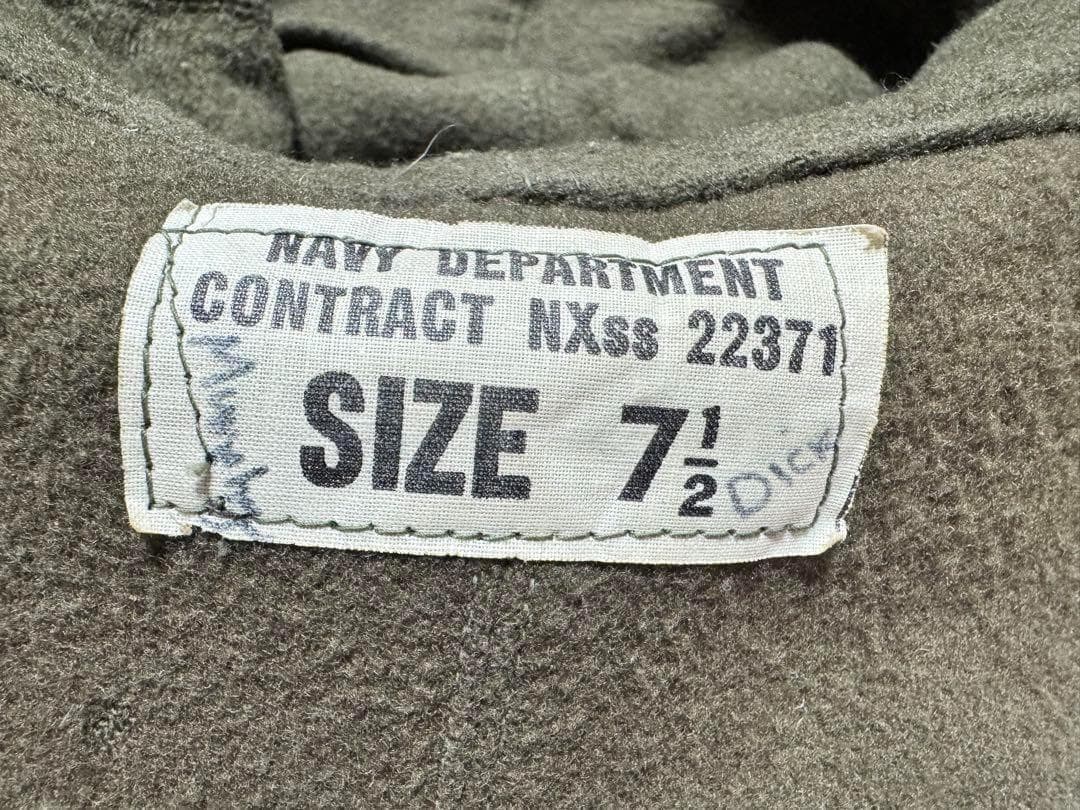 NAVY DEPARTMENT
CONTRACT NXss 22371
SIZE 7 1/2
Dick